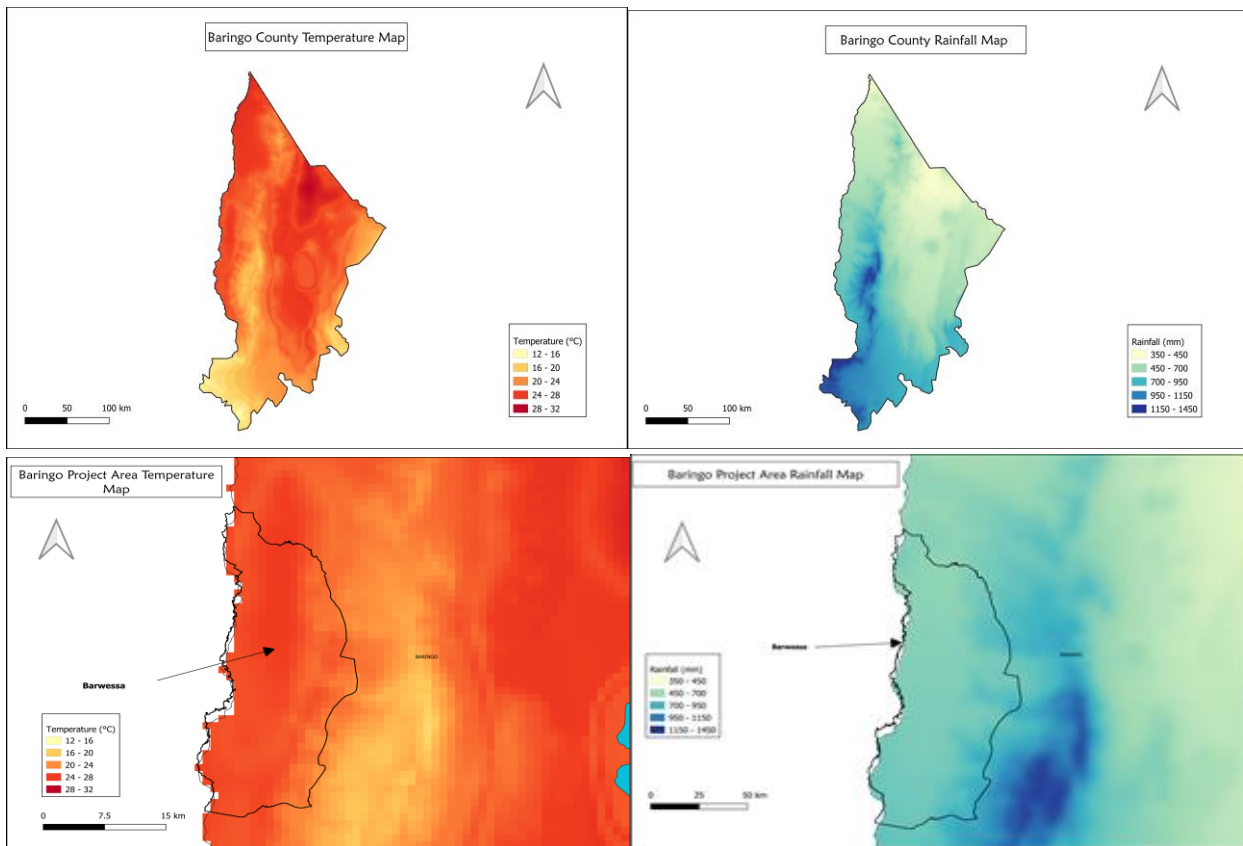 Baringo County Temperature Map
Temperature (°C)
12 - 16
16 - 20
20 - 24
24 - 28
28 - 32
0 50 100 km
Baringo County Rainfall Map
Rainfall (mm)
350 - 450
450 - 700
700 - 950
950 - 1150
1150 - 1450
0 50 100 km
Baringo Project Area Temperature
Map
BARINGO
Barwessa
Temperature (°C)
12 - 16
16 - 20
20 - 24
24 - 28
28 - 32
0 7.5 15 km
Baringo Project Area Rainfall Map
Barwessa
Rainfall (mm)
350 - 450
450 - 700
700 - 950
950 - 1150
1150 - 1450
0 25 50 km